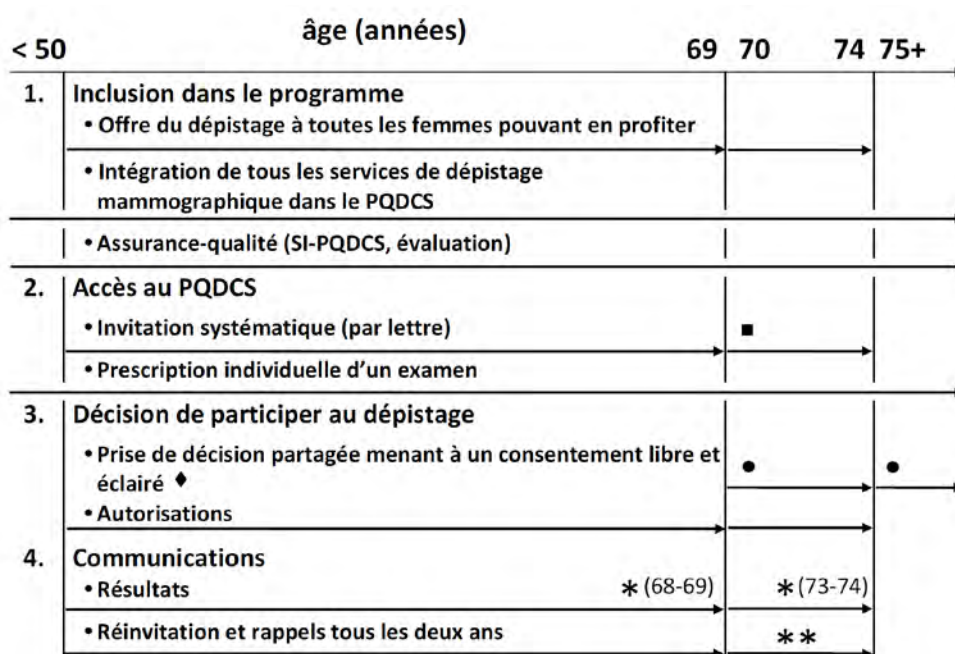 âge (années)
< 50 69 70 74 75+
1. Inclusion dans le programme
• Offre du dépistage à toutes les femmes pouvant en profiter
• Intégration de tous les services de dépistage
mammographique dans le PQDCS
• Assurance-qualité (SI-PQDCS, évaluation)
2. Accès au PQDCS
• Invitation systématique (par lettre) ■
• Prescription individuelle d'un examen
3. Décision de participer au dépistage
• Prise de décision partagée menant à un consentement libre et ● ●
éclairé ♦
• Autorisations
4. Communications
• Résultats * (68-69) * (73-74)
• Réinvitation et rappels tous les deux ans * *